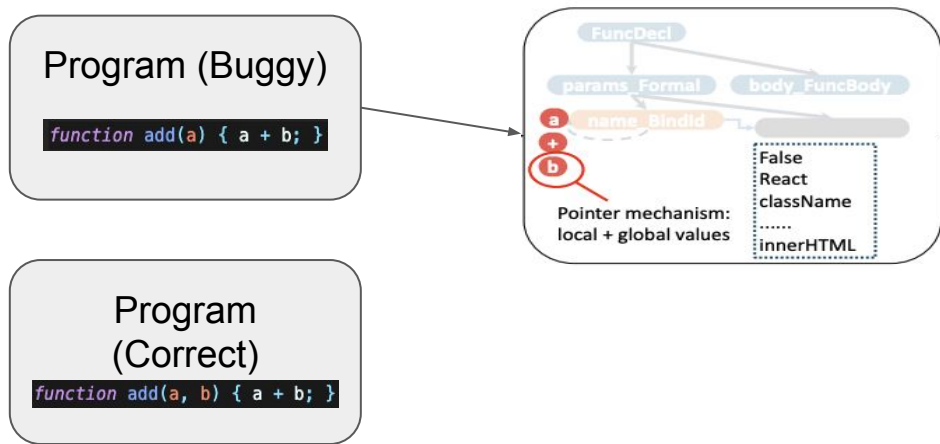 Program (Buggy)
function add(a) { a + b; }
Program
(Correct)
function add(a, b) { a + b; }
FuncDecl
params_Formal
body_FuncBody
a
name_BindId
+
b
Pointer mechanism:
local + global values
False
React
className
......
innerHTML